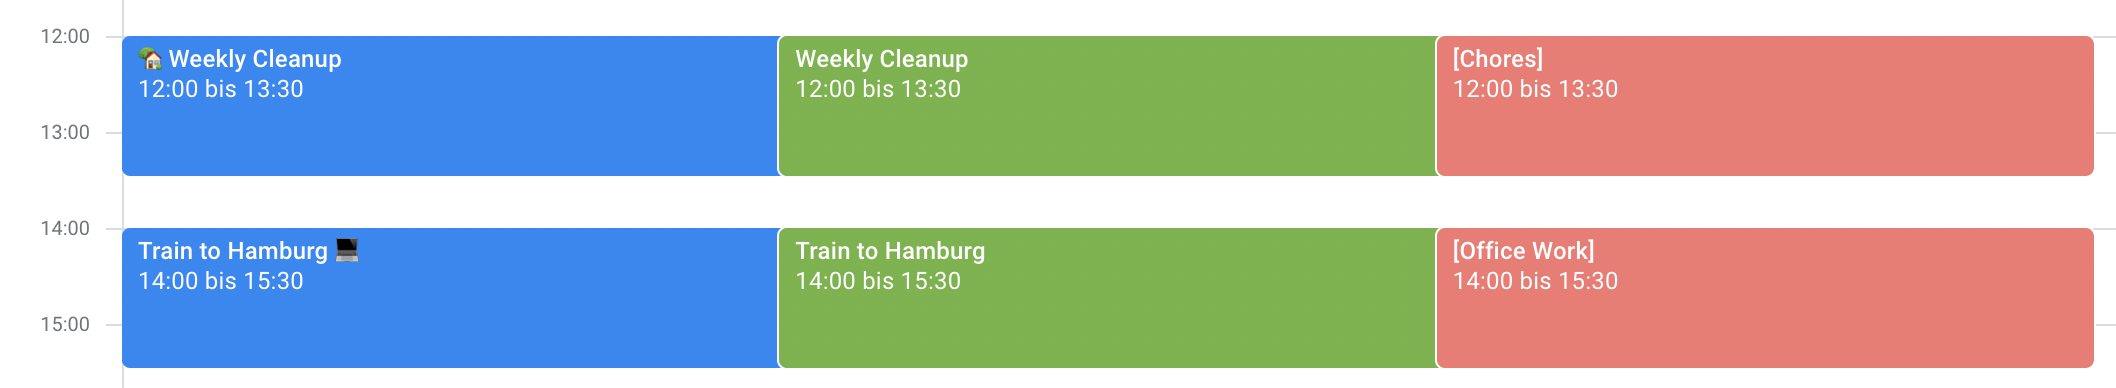 12:00
🏡 Weekly Cleanup
12:00 bis 13:30
Weekly Cleanup
12:00 bis 13:30
[Chores]
12:00 bis 13:30
13:00
14:00
Train to Hamburg 💻
14:00 bis 15:30
Train to Hamburg
14:00 bis 15:30
[Office Work]
14:00 bis 15:30
15:00